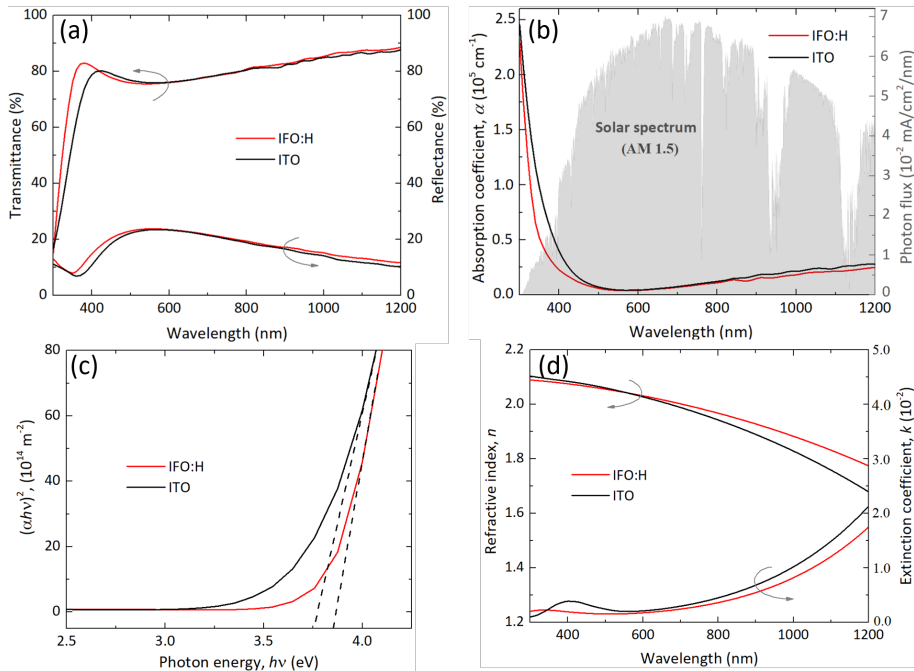 (a)
Transmittance (%)
100
80
60
40
20
0
100
90
80
70
60
50
40
30
20
10
0
Reflectance (%)
IFO:H
ITO
400
600
800
1000
1200
Wavelength (nm)
(b)
Absorption coefficient, α (10⁵ cm⁻¹)
2.5
2.0
1.5
1.0
0.5
0.0
7
6
5
4
3
2
1
0
Photon flux (10⁻² mA/cm²/nm)
IFO:H
ITO
Solar spectrum
(AM 1.5)
400
600
800
1000
1200
Wavelength (nm)
(c)
(αhν)², (10¹⁴ m⁻²)
80
60
40
20
0
IFO:H
ITO
2.5
3.0
3.5
4.0
Photon energy, hν (eV)
(d)
Refractive index, n
2.2
2.0
1.8
1.6
1.4
1.2
5.0
4.0
3.0
2.0
1.0
0.0
Extinction coefficient, k (10⁻²)
IFO:H
ITO
400
600
800
1000
1200
Wavelength (nm)